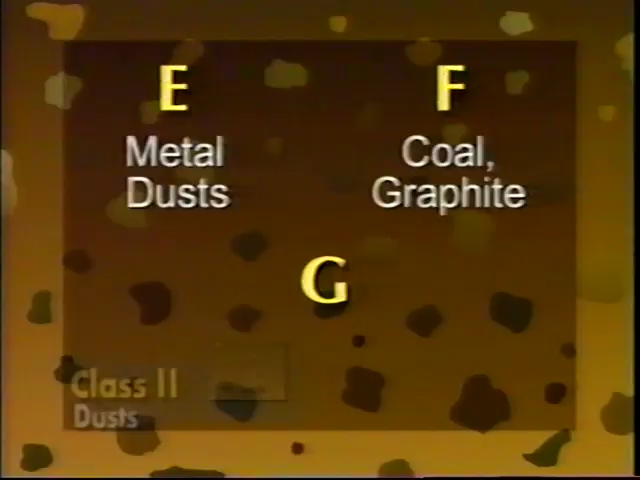 E
F
Metal
Dusts
Coal,
Graphite
G
Class II
Dusts